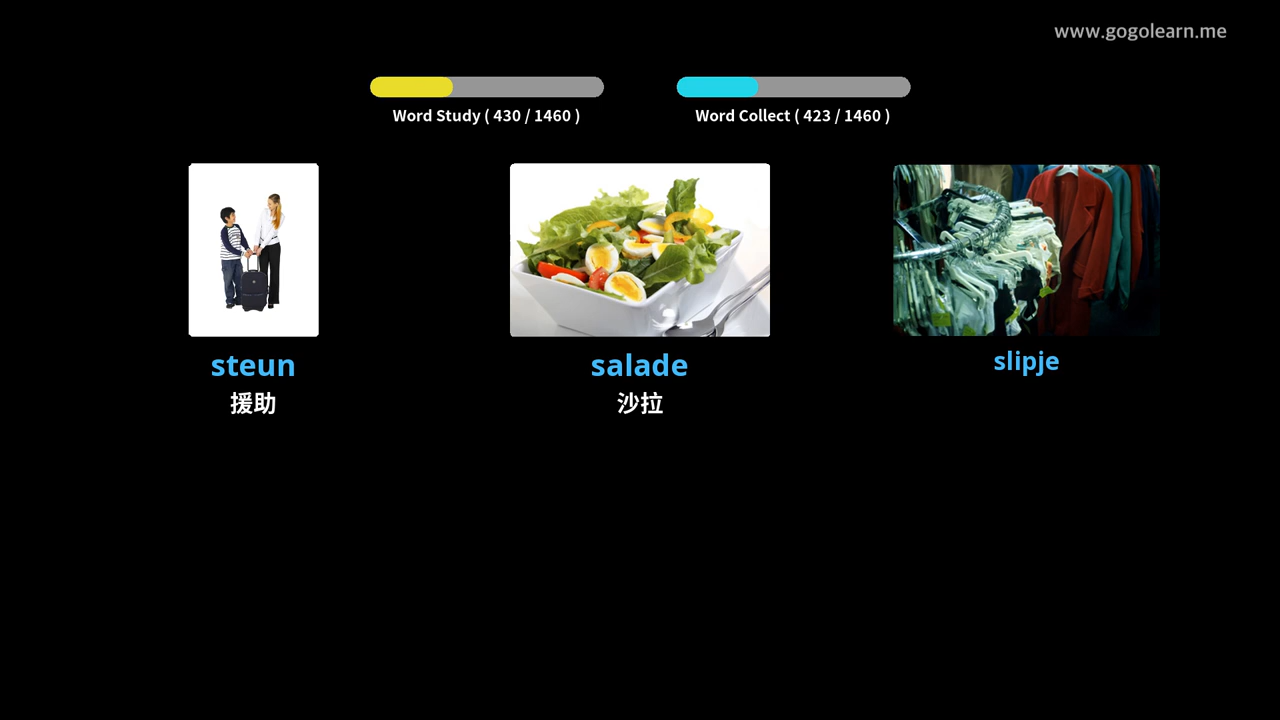 www.gogolearn.me
Word Study ( 430 / 1460 )
Word Collect ( 423 / 1460 )
steun
援助
salade
沙拉
slipje